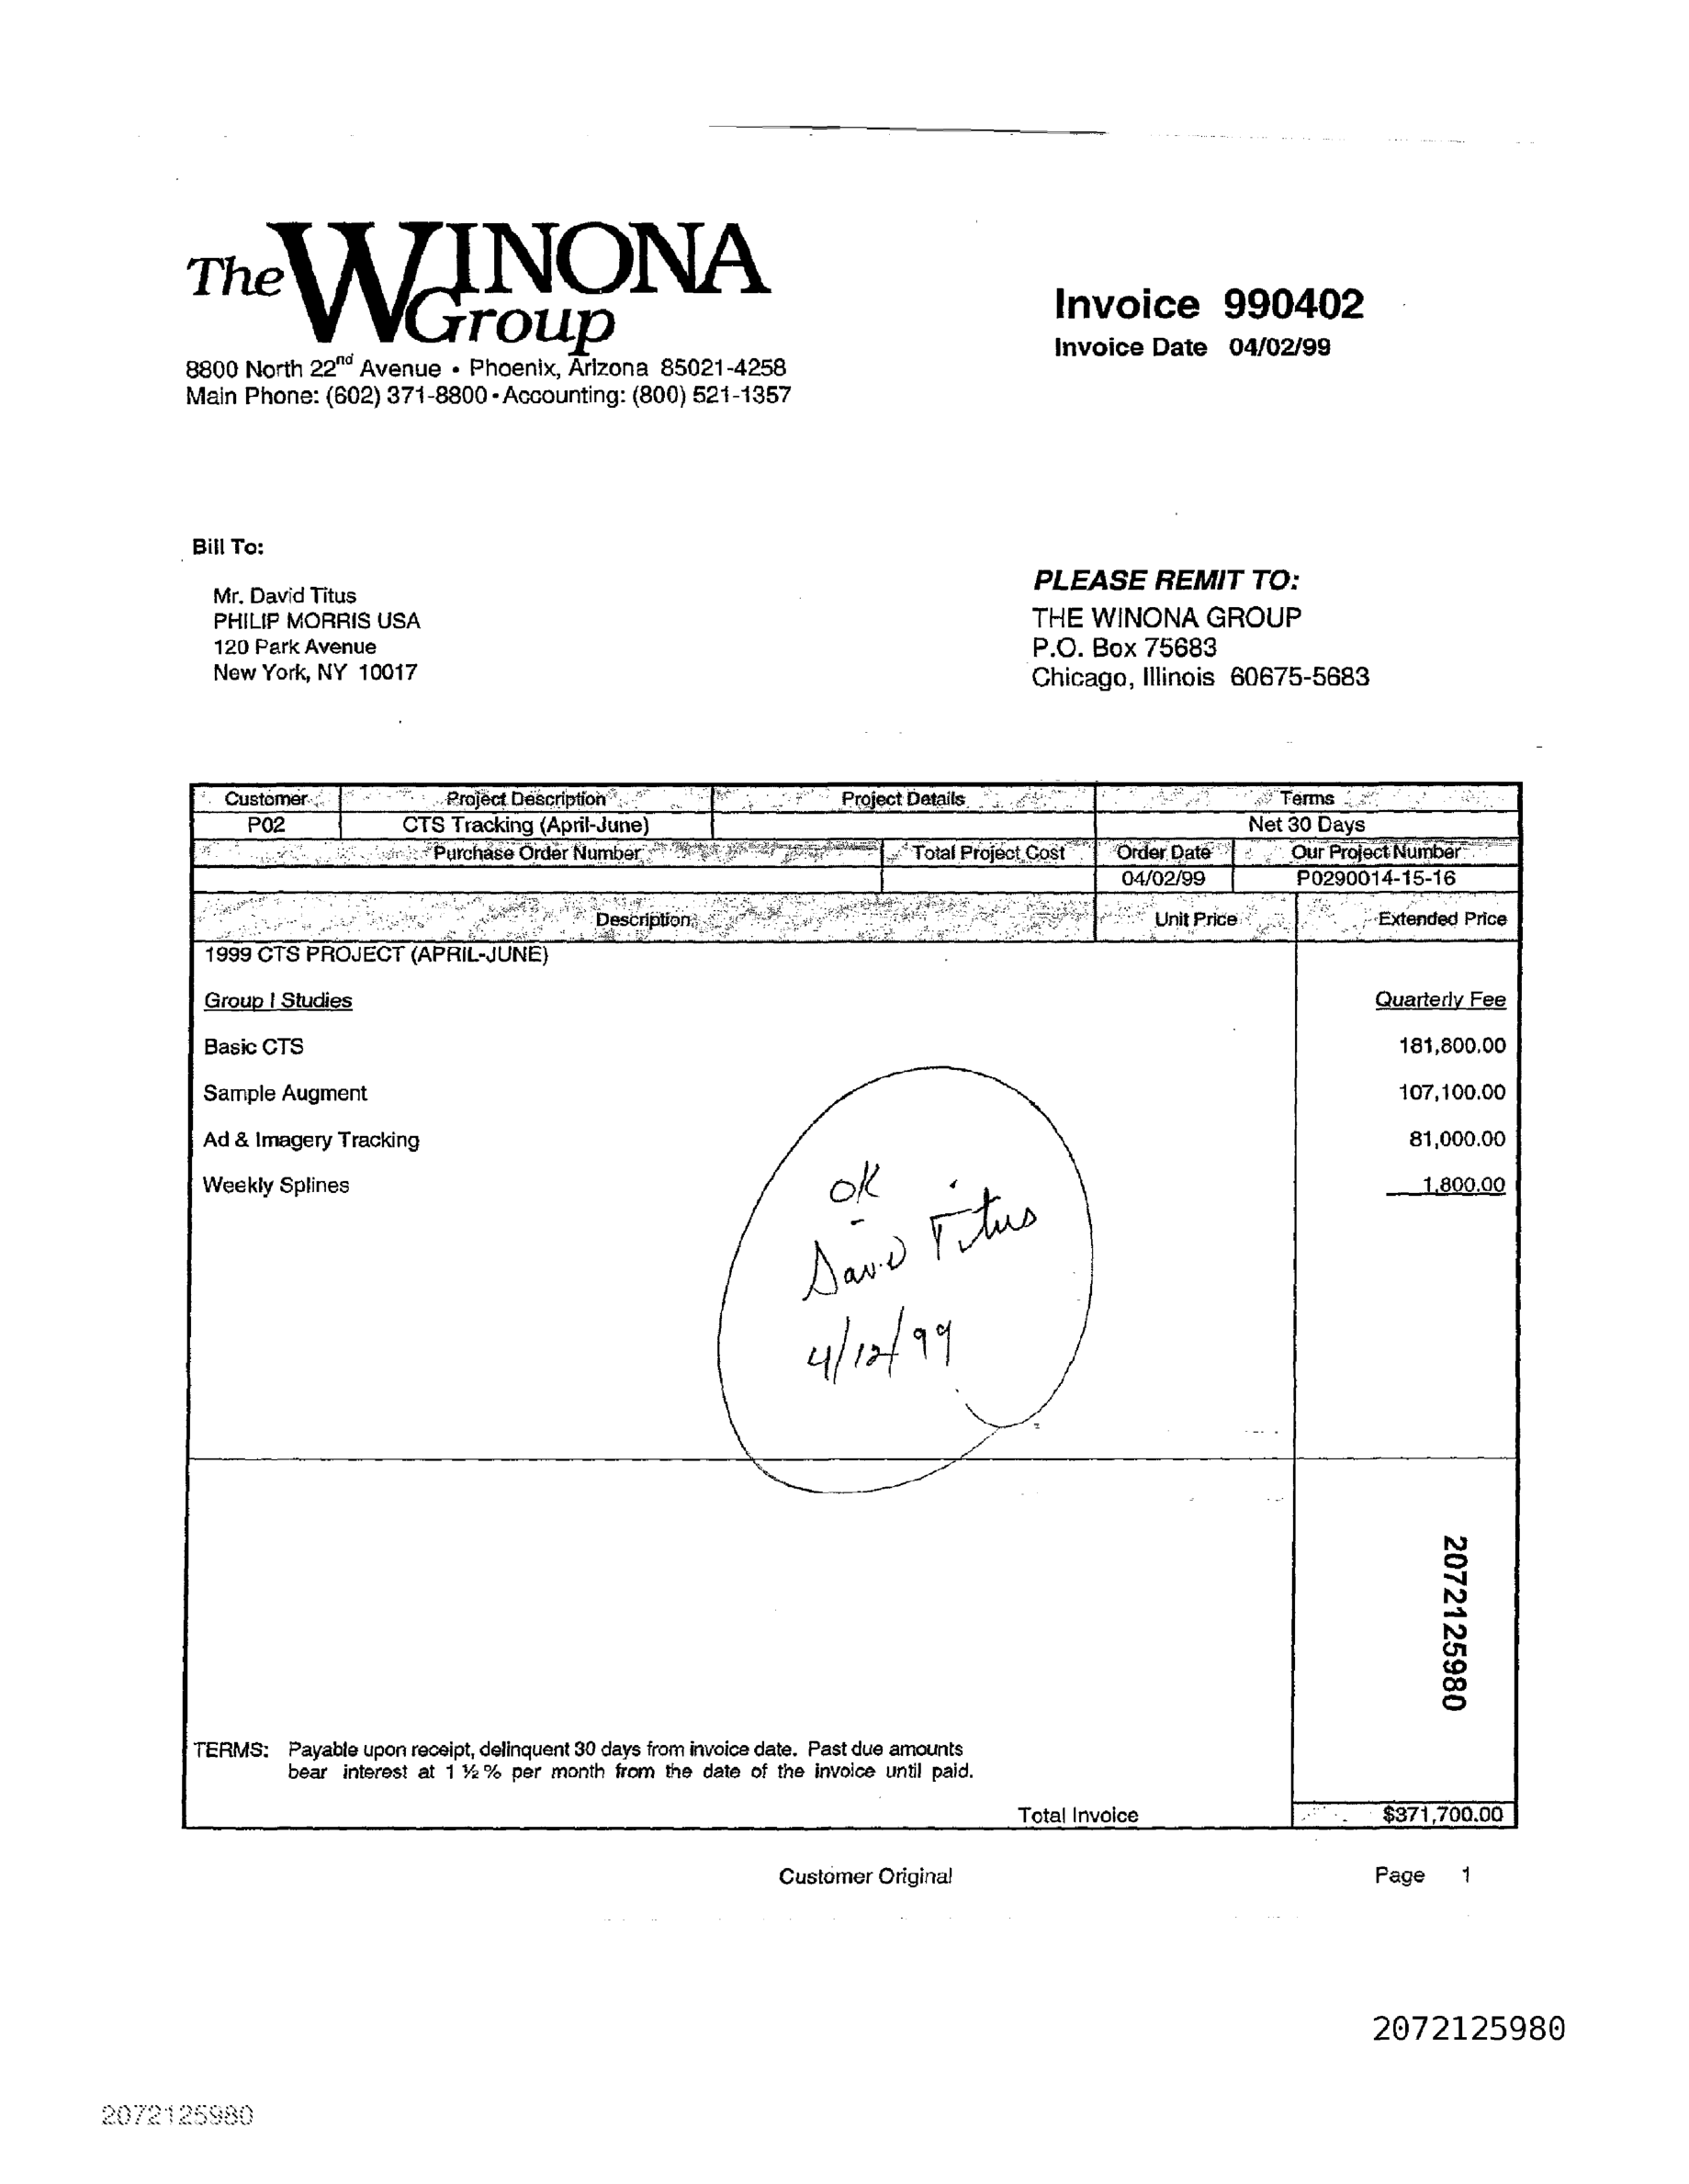 The WINONA Group
8800 North 22nd Avenue • Phoenix, Arizona 85021-4258
Main Phone: (602) 371-8800 • Accounting: (800) 521-1357
Invoice 990402
Invoice Date 04/02/99
Bill To:
Mr. David Titus
PHILIP MORRIS USA
120 Park Avenue
New York, NY 10017
PLEASE REMIT TO:
THE WINONA GROUP
P.O. Box 75683
Chicago, Illinois 60675-5683
Customer Project Description Project Details Terms
P02 CTS Tracking (April-June) Net 30 Days
Purchase Order Number Total Project Cost Order Date Our Project Number
04/02/99 P0290014-15-16
Description Unit Price Extended Price
1999 CTS PROJECT (APRIL-JUNE)
Group I Studies Quarterly Fee
Basic CTS 181,800.00
Sample Augment 107,100.00
Ad & Imagery Tracking 81,000.00
Weekly Splines 1,800.00
OK
David Titus
4/12/99
2072125980
TERMS: Payable upon receipt, delinquent 30 days from invoice date. Past due amounts
bear interest at 1 ½ % per month from the date of the invoice until paid.
Total Invoice $371,700.00
Customer Original Page 1
2072125980
2072125980